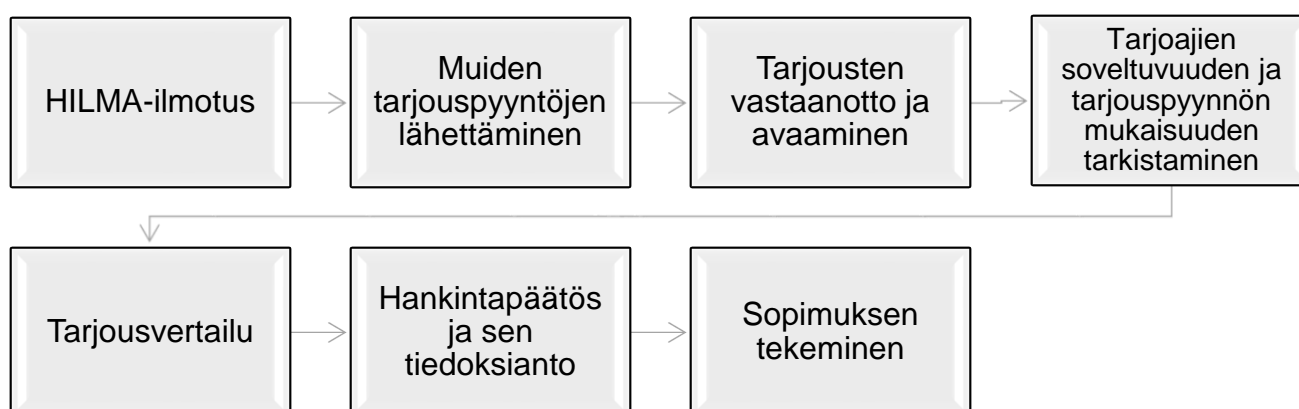 HILMA-ilmotus
Muiden
tarjouspyyntöjen
lähettäminen
Tarjousten
vastaanotto ja
avaaminen
Tarjoajien
soveltuvuuden ja
tarjouspyynnön
mukaisuuden
tarkistaminen
Tarjousvertailu
Hankintapäätös
ja sen
tiedoksianto
Sopimuksen
tekeminen